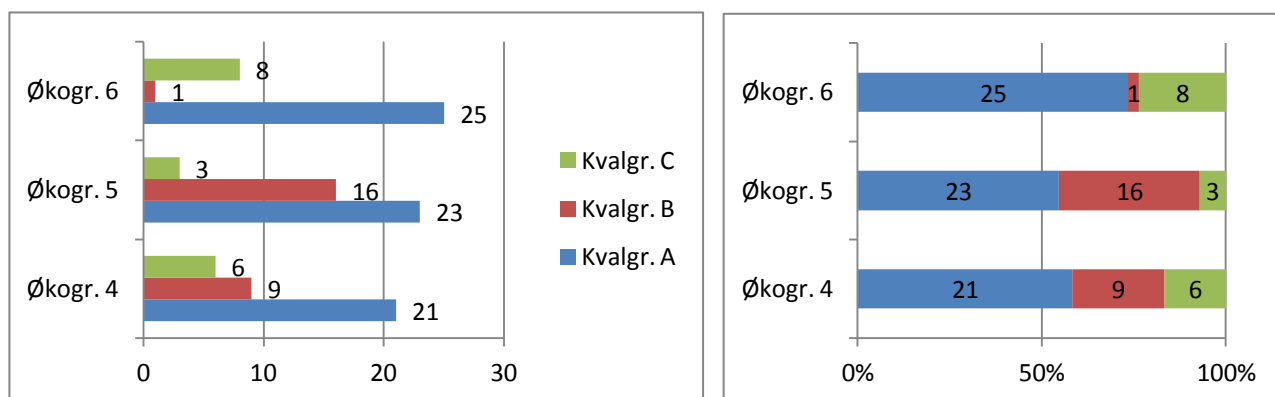 Økogr. 6
8
1
25
Økogr. 5
3
16
23
Økogr. 4
6
9
21
0 10 20 30
Kvalgr. C
Kvalgr. B
Kvalgr. A
Økogr. 6
25 1 8
Økogr. 5
23 16 3
Økogr. 4
21 9 6
0% 50% 100%